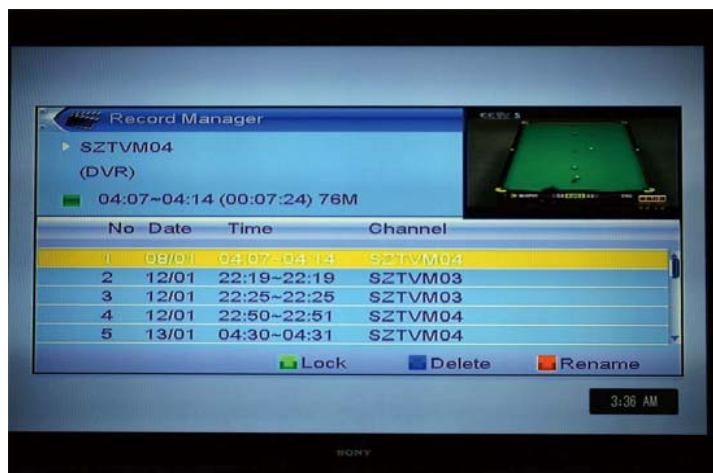 Record Manager
CCTV 5
SZTVM04
(DVR)
04:07~04:14 (00:07:24) 76M
No Date Time Channel
1 08/01 04:07~04:14 SZTVM04
2 12/01 22:19~22:19 SZTVM03
3 12/01 22:25~22:25 SZTVM03
4 12/01 22:50~22:51 SZTVM04
5 13/01 04:30~04:31 SZTVM04
Lock Delete Rename
3:36 AM
SONY